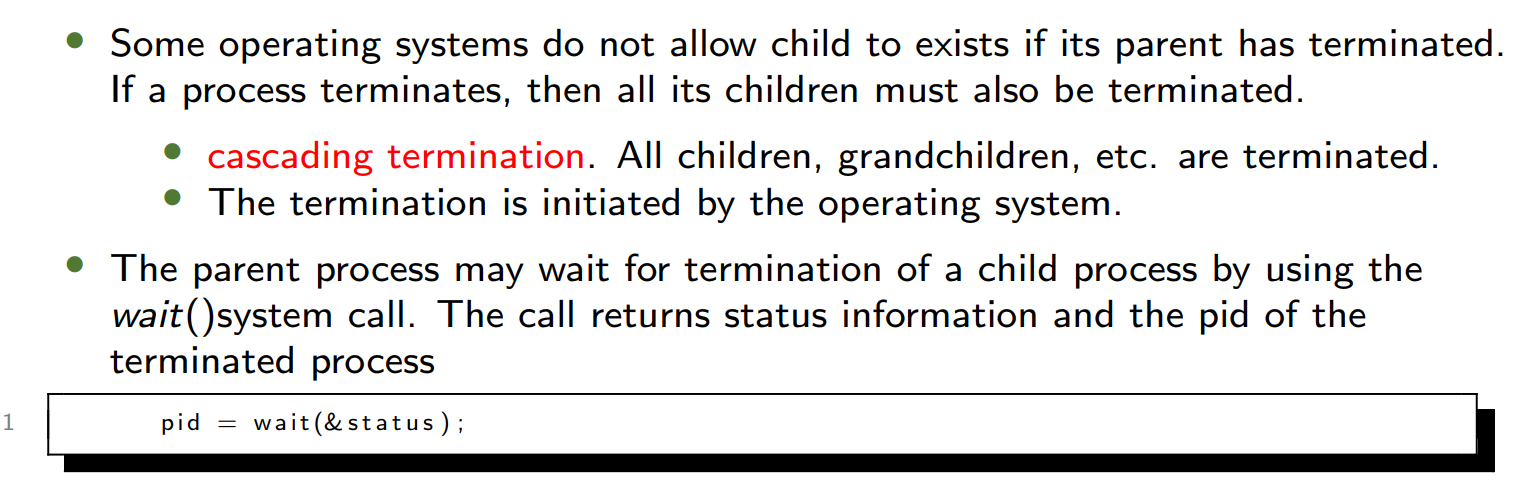 Some operating systems do not allow child to exists if its parent has terminated.
If a process terminates, then all its children must also be terminated.
cascading termination. All children, grandchildren, etc. are terminated.
The termination is initiated by the operating system.
The parent process may wait for termination of a child process by using the
wait()system call. The call returns status information and the pid of the
terminated process
1 pid = wait(&status);